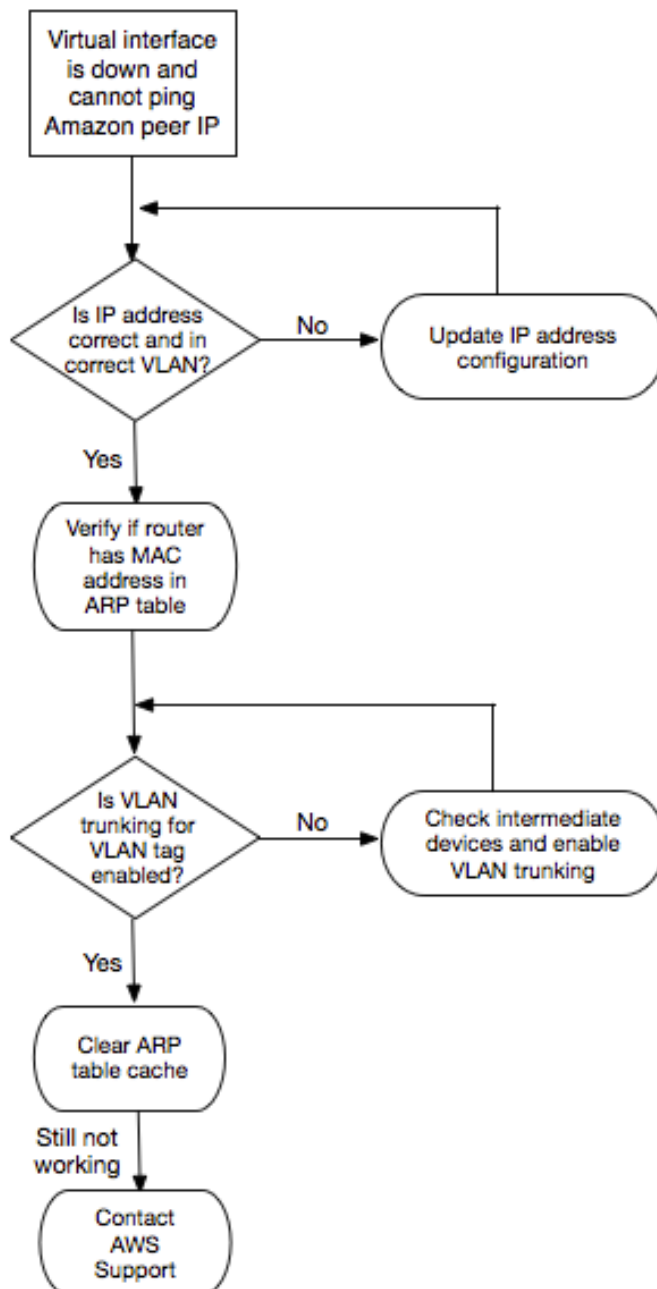 Virtual interface
is down and
cannot ping
Amazon peer IP
Is IP address
correct and in
correct VLAN?
No
Update IP address
configuration
Yes
Verify if router
has MAC
address in
ARP table
Is VLAN
trunking for
VLAN tag
enabled?
No
Check intermediate
devices and enable
VLAN trunking
Yes
Clear ARP
table cache
Still not
working
Contact
AWS
Support